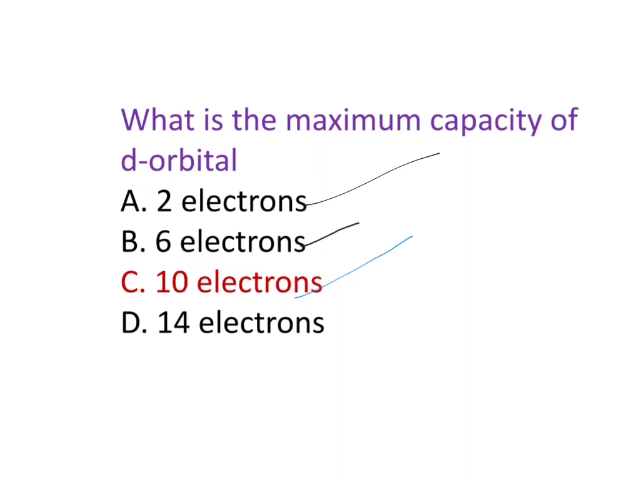 What is the maximum capacity of
d-orbital
A. 2 electrons
B. 6 electrons
C. 10 electrons
D. 14 electrons